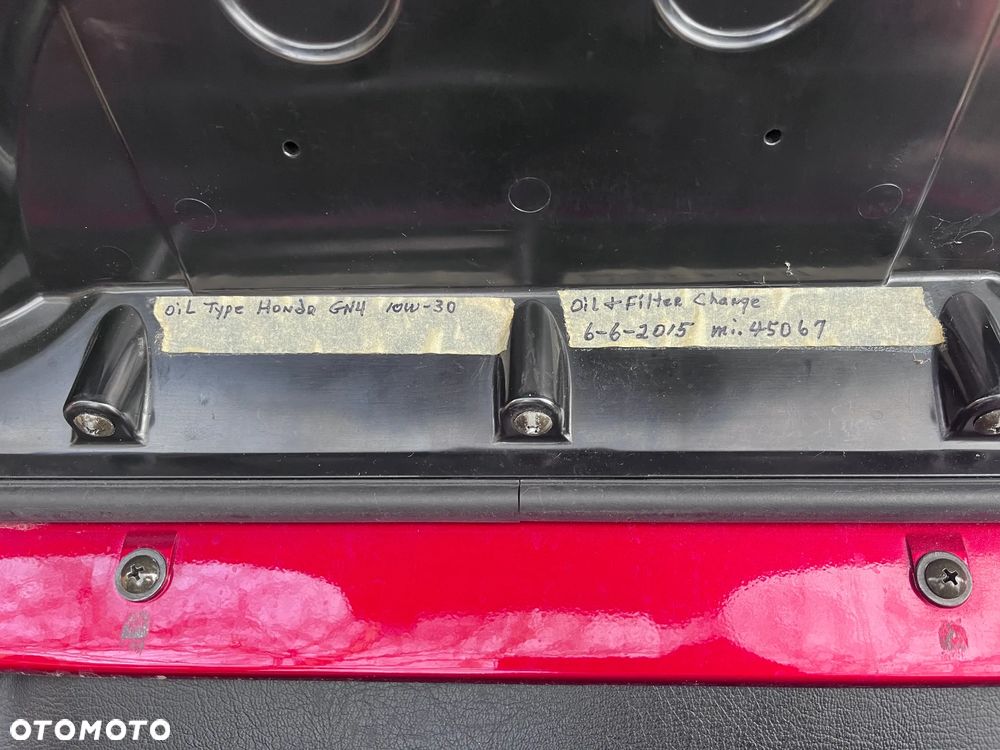 Oil Type Honda GN4 10W-30
Oil + Filter Change
6-6-2015 mi. 45067
OTOMOTO